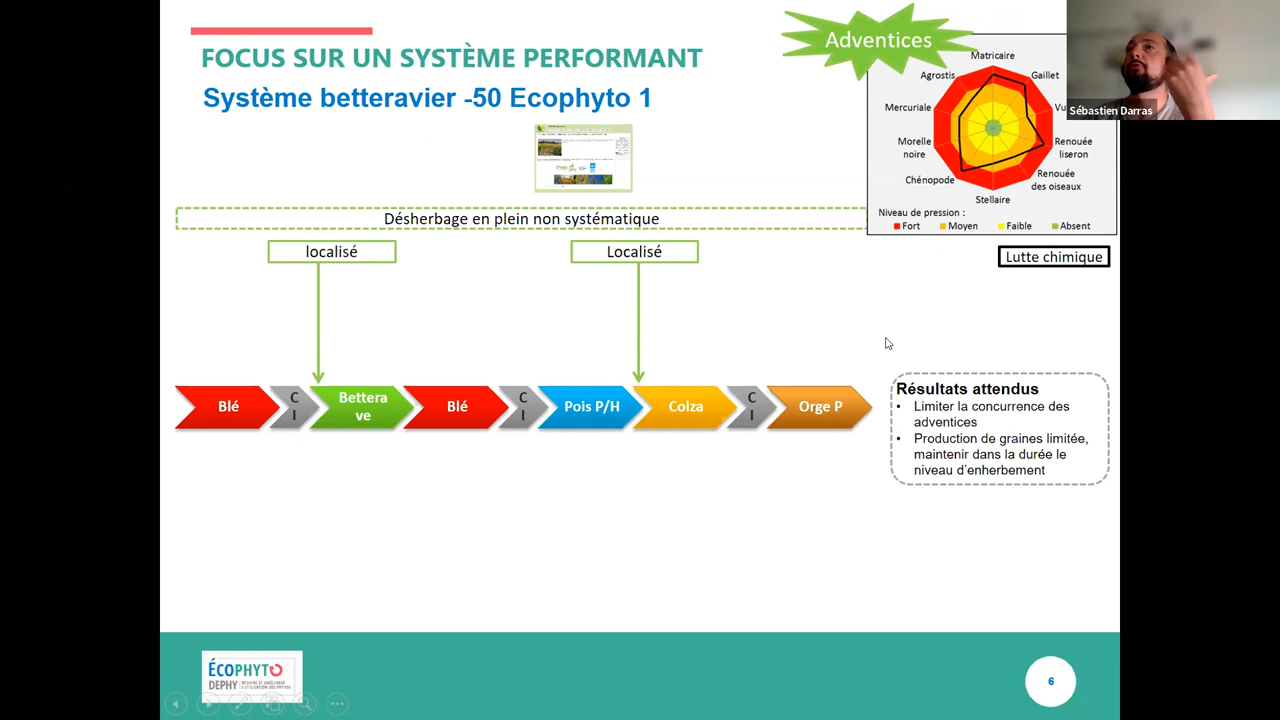 FOCUS SUR UN SYSTÈME PERFORMANT
Système betteravier -50 Ecophyto 1
Adventices
Matricaire
Agrostis
Gaillet
Mercuriale
Vu
Sébastien Darras
Morelle
noire
Renouée
liseron
Chénopode
Renouée
des oiseaux
Stellaire
Niveau de pression :
Fort Moyen Faible Absent
Désherbage en plein non systématique
localisé
Localisé
Lutte chimique
Blé
C
I
Bettera
ve
Blé
C
I
Pois P/H
Colza
C
I
Orge P
Résultats attendus
• Limiter la concurrence des
adventices
• Production de graines limitée,
maintenir dans la durée le
niveau d'enherbement
ÉCOPHYTO
DEPHY
6